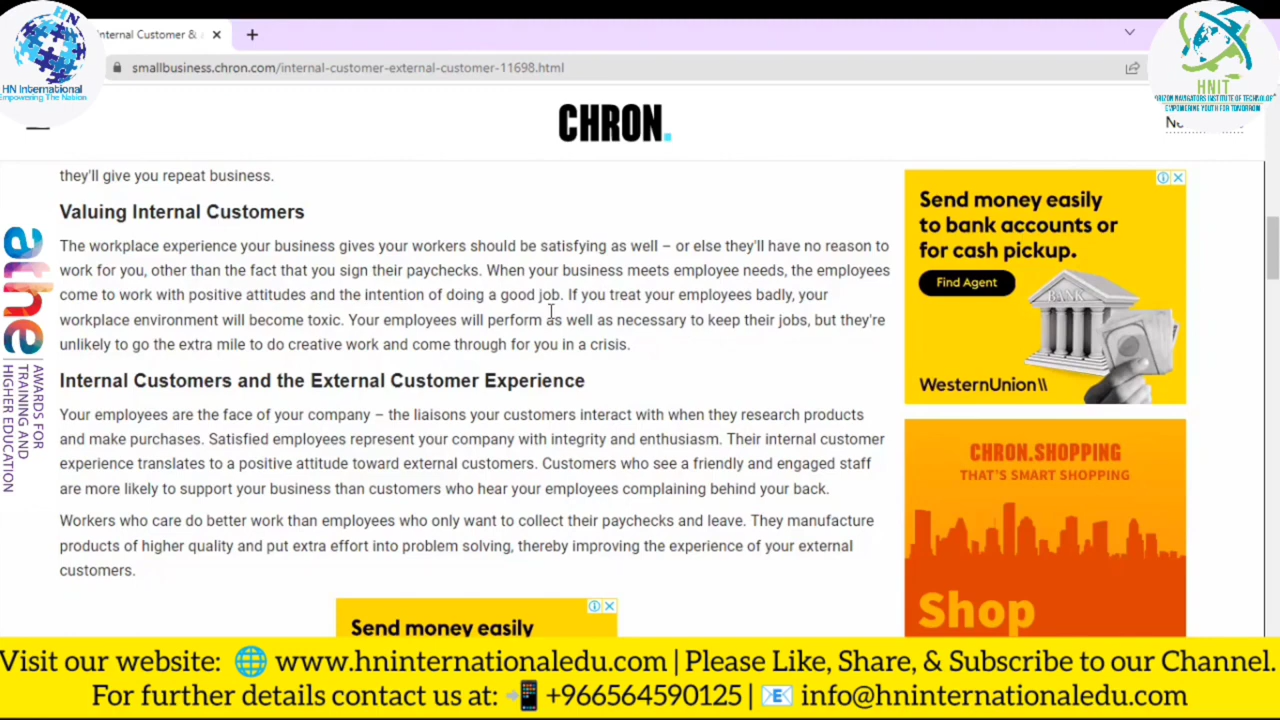 HN
HN International
Empowering The Nation
nternal Customer &
smallbusiness.chron.com/internal-customer-external-customer-11698.html
HNIT
EMPOWERING YOUTH FOR TOMORROW
CHRON.
they'll give you repeat business.
Valuing Internal Customers
The workplace experience your business gives your workers should be satisfying as well – or else they'll have no reason to
work for you, other than the fact that you sign their paychecks. When your business meets employee needs, the employees
come to work with positive attitudes and the intention of doing a good job. If you treat your employees badly, your
workplace environment will become toxic. Your employees will perform as well as necessary to keep their jobs, but they're
unlikely to go the extra mile to do creative work and come through for you in a crisis.
Internal Customers and the External Customer Experience
Your employees are the face of your company – the liaisons your customers interact with when they research products
and make purchases. Satisfied employees represent your company with integrity and enthusiasm. Their internal customer
experience translates to a positive attitude toward external customers. Customers who see a friendly and engaged staff
are more likely to support your business than customers who hear your employees complaining behind your back.
Workers who care do better work than employees who only want to collect their paychecks and leave. They manufacture
products of higher quality and put extra effort into problem solving, thereby improving the experience of your external
customers.
athe
AWARDS FOR
TRAINING AND
HIGHER EDUCATION
Send money easily
to bank accounts or
for cash pickup.
Find Agent
BANK
WesternUnion\\
CHRON.SHOPPING
THAT'S SMART SHOPPING
Shop
Send money easily
Visit our website: 🌐 www.hninternationaledu.com | Please Like, Share, & Subscribe to our Channel.
For further details contact us at: 📲 +966564590125 | 📧 info@hninternationaledu.com